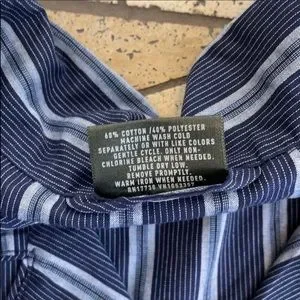 60% COTTON / 40% POLYESTER
MACHINE WASH COLD
SEPARATELY OR WITH LIKE COLORS
GENTLE CYCLE. ONLY NON-
CHLORINE BLEACH WHEN NEEDED.
TUMBLE DRY LOW.
REMOVE PROMPTLY.
WARM IRON WHEN NEEDED.